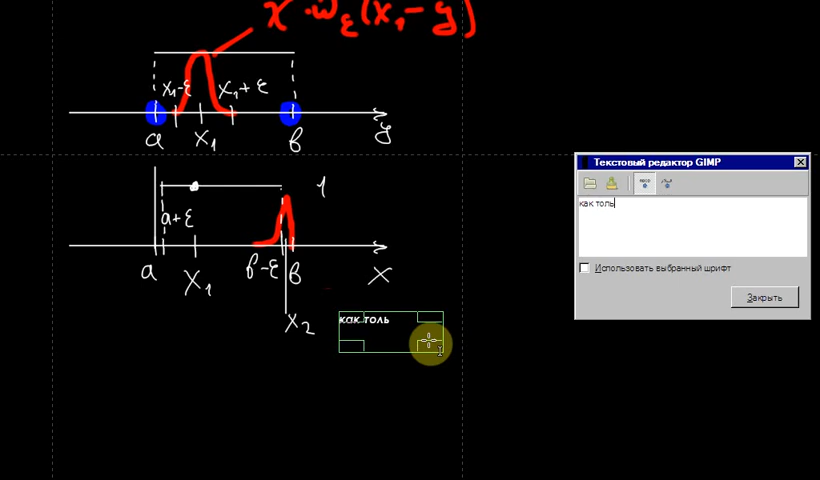 χ · ω_ε(x₁ - y)
x₁-ε x₁+ε
a x₁ b y
1
a+ε
a x₁ b-ε b x
x₂
как толь
Текстовый редактор GIMP
как толь
Использовать выбранный шрифт
Закрыть